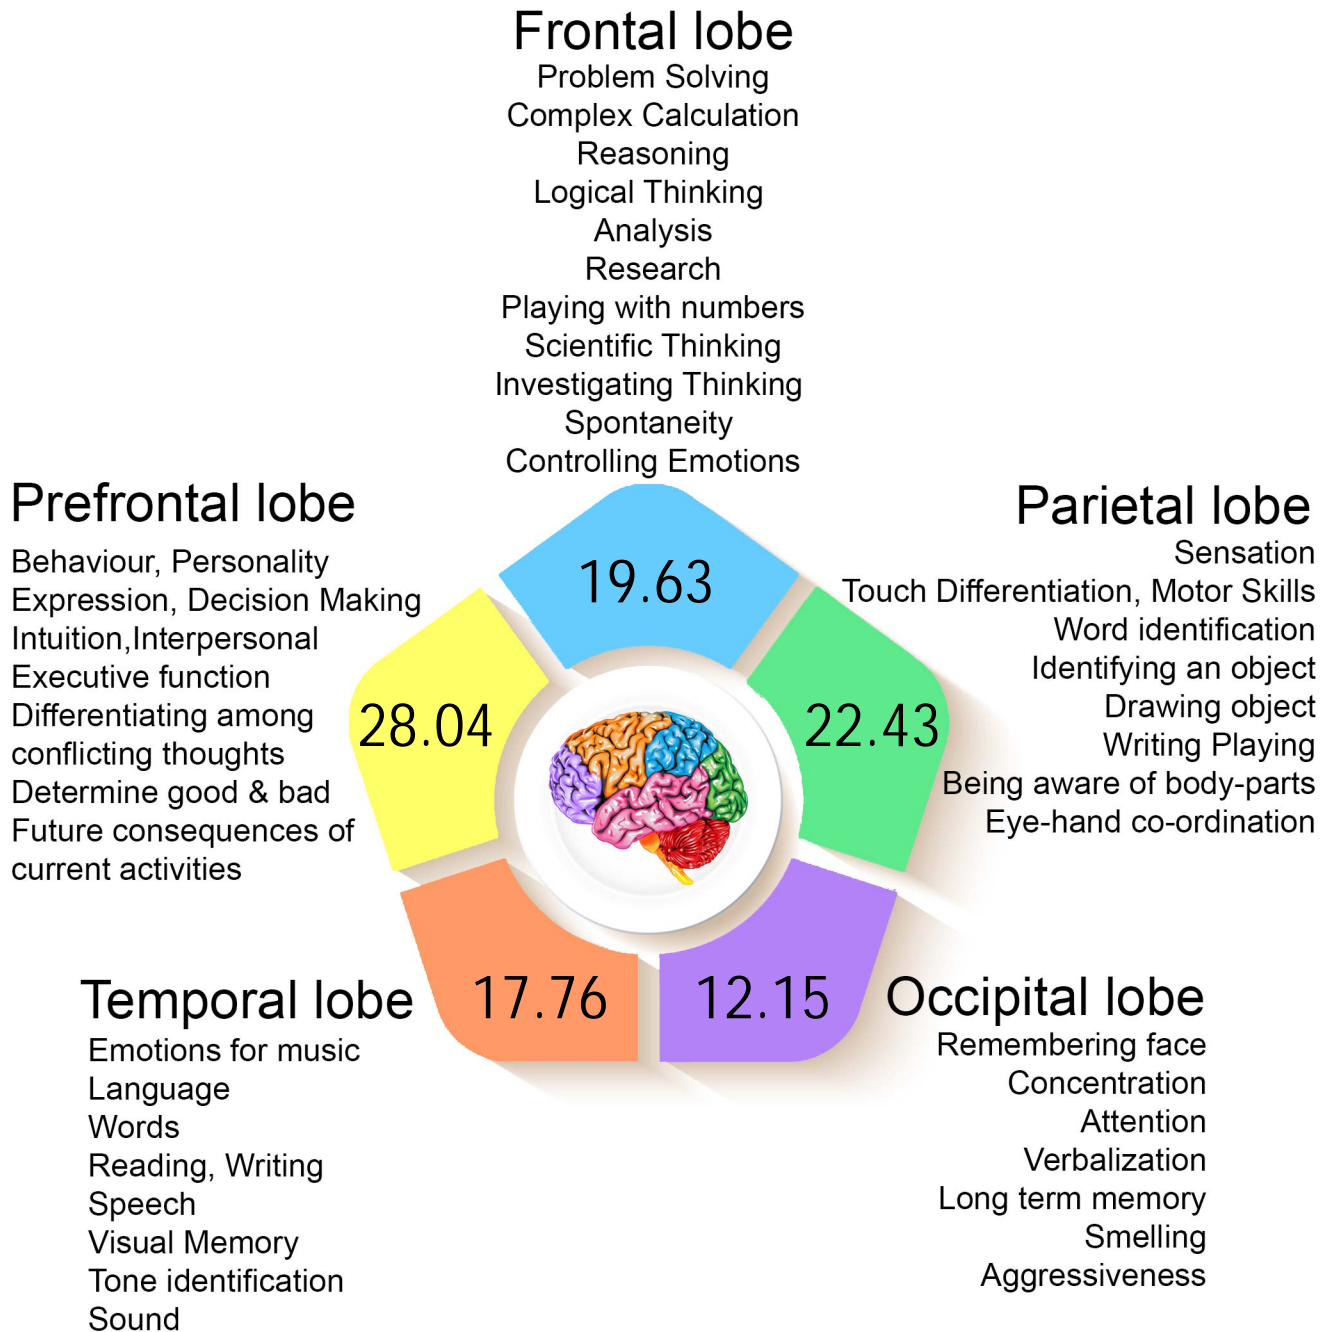 Frontal lobe
Problem Solving
Complex Calculation
Reasoning
Logical Thinking
Analysis
Research
Playing with numbers
Scientific Thinking
Investigating Thinking
Spontaneity
Controlling Emotions
19.63
Prefrontal lobe
Behaviour, Personality
Expression, Decision Making
Intuition,Interpersonal
Executive function
Differentiating among
conflicting thoughts
Determine good & bad
Future consequences of
current activities
28.04
Parietal lobe
Sensation
Touch Differentiation, Motor Skills
Word identification
Identifying an object
Drawing object
Writing Playing
Being aware of body-parts
Eye-hand co-ordination
22.43
Temporal lobe
Emotions for music
Language
Words
Reading, Writing
Speech
Visual Memory
Tone identification
Sound
17.76
12.15
Occipital lobe
Remembering face
Concentration
Attention
Verbalization
Long term memory
Smelling
Aggressiveness